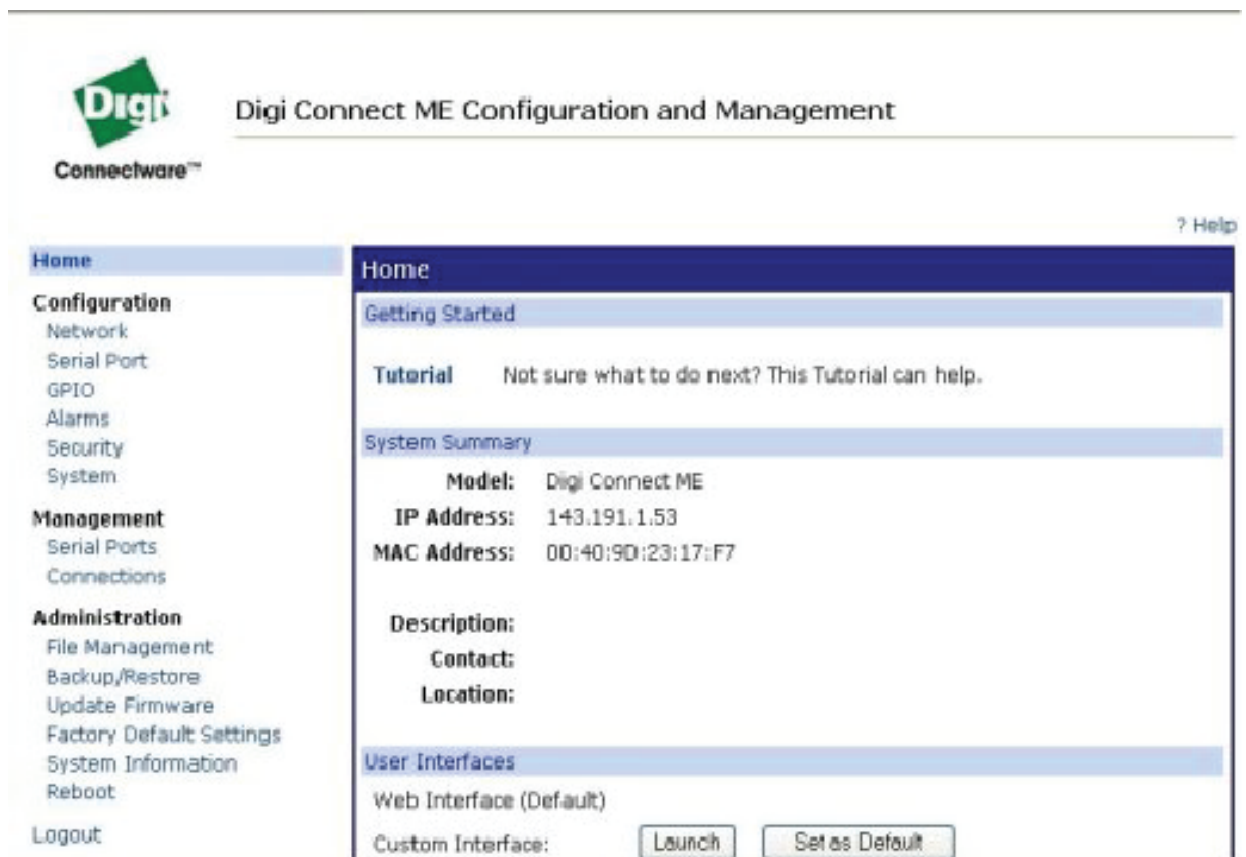 Digi
Connectware™
Digi Connect ME Configuration and Management
? Help
Home
Configuration
Network
Serial Port
GPIO
Alarms
Security
System
Management
Serial Ports
Connections
Administration
File Management
Backup/Restore
Update Firmware
Factory Default Settings
System Information
Reboot
Logout
Home
Getting Started
Tutorial Not sure what to do next? This Tutorial can help.
System Summary
Model: Digi Connect ME
IP Address: 143.191.1.53
MAC Address: 00:40:9D:23:17:F7
Description:
Contact:
Location:
User Interfaces
Web Interface (Default)
Custom Interface: Launch Set as Default